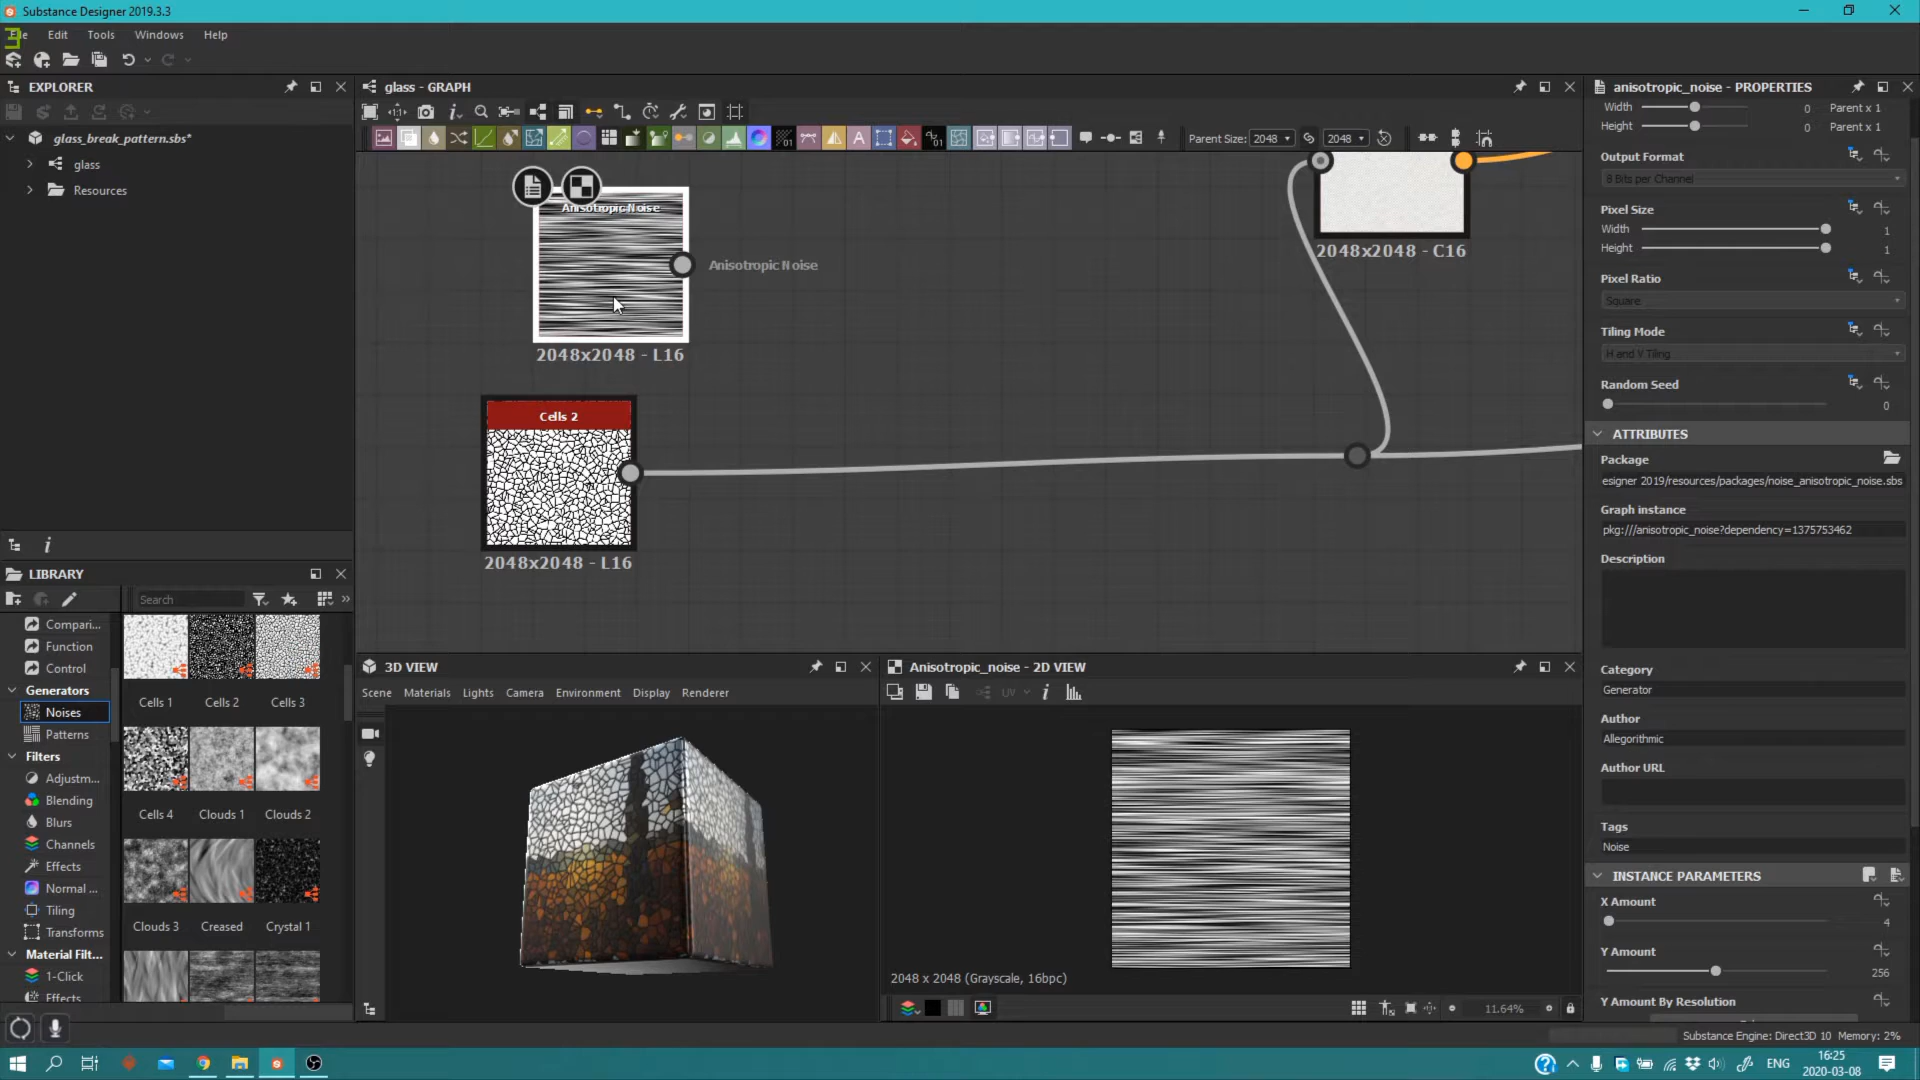 Substance Designer 2019.3.3
Edit Tools Windows Help
EXPLORER
glass_break_pattern.sbs*
glass
Resources
LIBRARY
Search
Compari...
Function
Control
Generators
Noises
Patterns
Filters
Adjustm...
Blending
Blurs
Channels
Effects
Normal ...
Tiling
Transforms
Material Filt...
1-Click
Effects
Cells 1 Cells 2 Cells 3
Cells 4 Clouds 1 Clouds 2
Clouds 3 Creased Crystal 1
glass - GRAPH
Parent Size: 2048 2048
Anisotropic Noise
Anisotropic Noise
2048x2048 - L16
Cells 2
2048x2048 - L16
2048x2048 - C16
3D VIEW
Scene Materials Lights Camera Environment Display Renderer
Anisotropic_noise - 2D VIEW
UV
2048 x 2048 (Grayscale, 16bpc)
11.64%
anisotropic_noise - PROPERTIES
Width 0 Parent x 1
Height 0 Parent x 1
Output Format
8 Bits per Channel
Pixel Size
Width 1
Height 1
Pixel Ratio
Square
Tiling Mode
H and V Tiling
Random Seed
0
ATTRIBUTES
Package
esigner 2019/resources/packages/noise_anisotropic_noise.sbs
Graph instance
pkg:///anisotropic_noise?dependency=1375753462
Description
Category
Generator
Author
Allegorithmic
Author URL
Tags
Noise
INSTANCE PARAMETERS
X Amount
4
Y Amount
256
Y Amount By Resolution
Substance Engine: Direct3D 10 Memory: 2%
ENG
16:25
2020-03-08